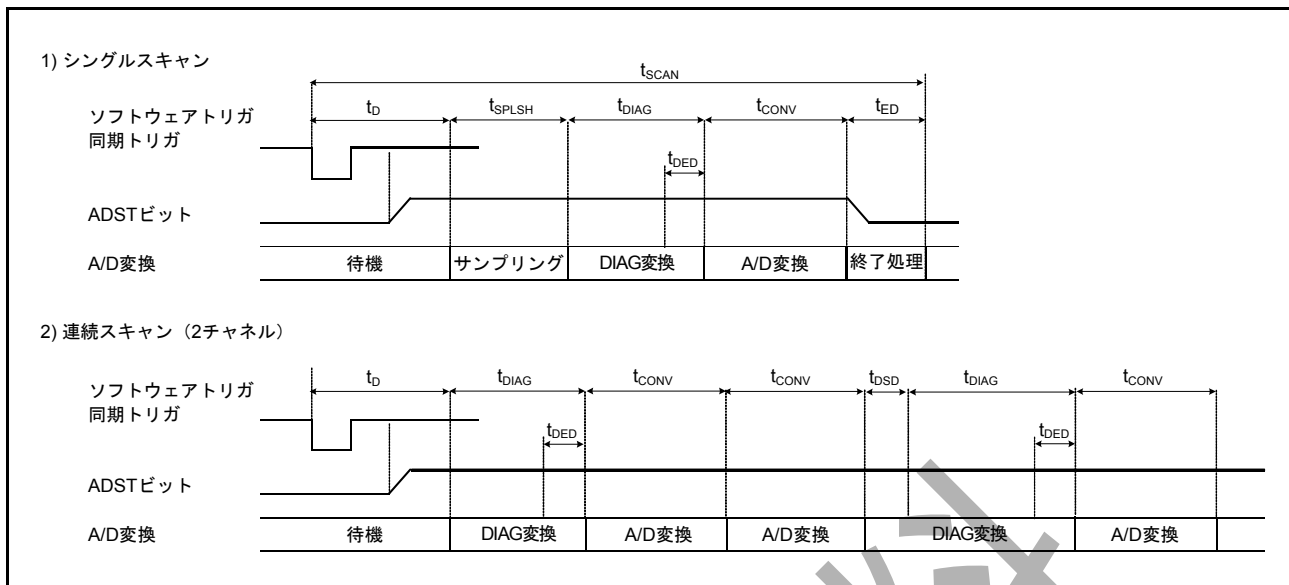 1) シングルスキャン
tSCAN
ソフトウェアトリガ
同期トリガ
tD
tSPLSH
tDIAG
tCONV
tED
tDED
ADSTビット
A/D変換
待機
サンプリング
DIAG変換
A/D変換
終了処理
2) 連続スキャン（2チャネル）
ソフトウェアトリガ
同期トリガ
tD
tDIAG
tCONV
tCONV
tDSD
tDIAG
tCONV
tDED
tDED
ADSTビット
A/D変換
待機
DIAG変換
A/D変換
A/D変換
DIAG変換
A/D変換